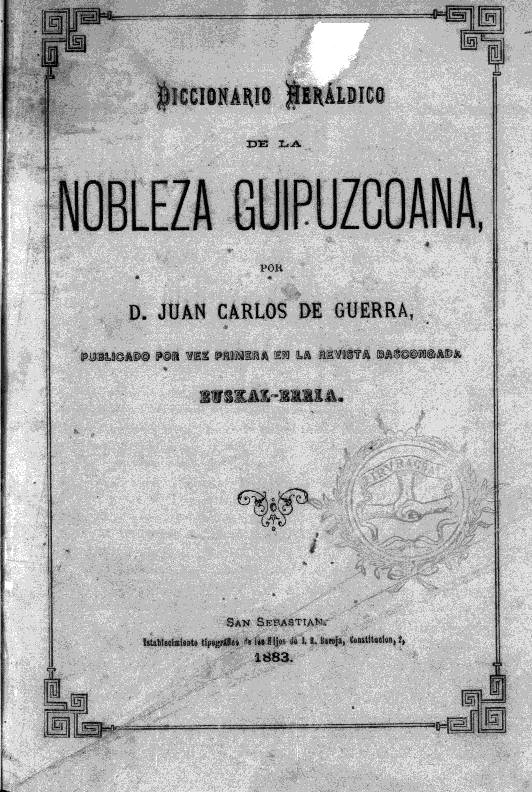 DICCIONARIO HERÁLDICO
DE LA
NOBLEZA GUIPUZCOANA,
POR
D. JUAN CARLOS DE GUERRA,
PUBLICADO POR VEZ PRIMERA EN LA REVISTA BASCONGADA
EUSKAL-ERRIA.
SAN SEBASTIAN.
Establecimiento tipográfico de los Hijos de I. R. Baroja, Constitucion, 2,
1883.